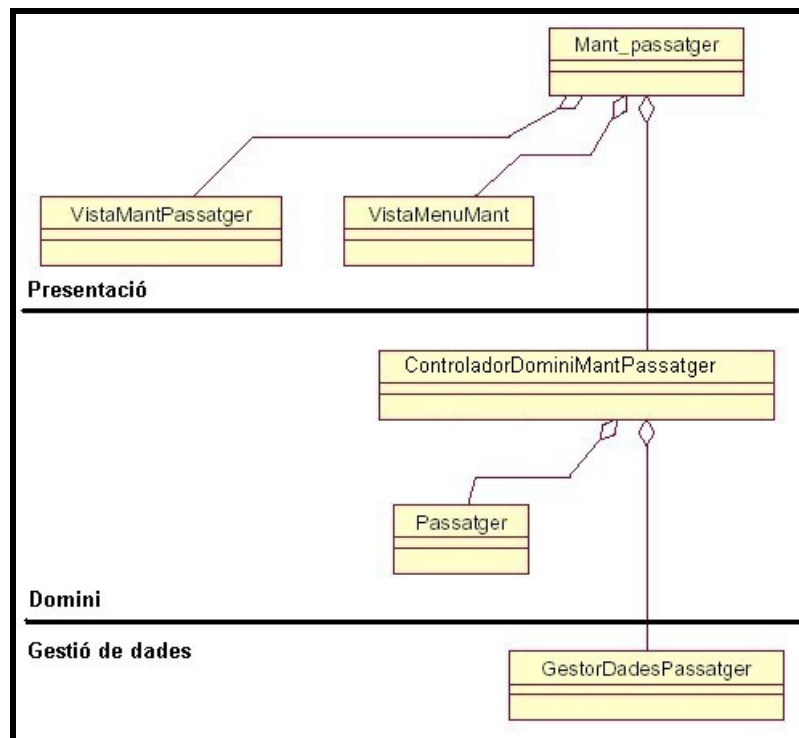 Mant_passatger
VistaMantPassatger
VistaMenuMant
Presentació
ControladorDominiMantPassatger
Passatger
Domini
Gestió de dades
GestorDadesPassatger